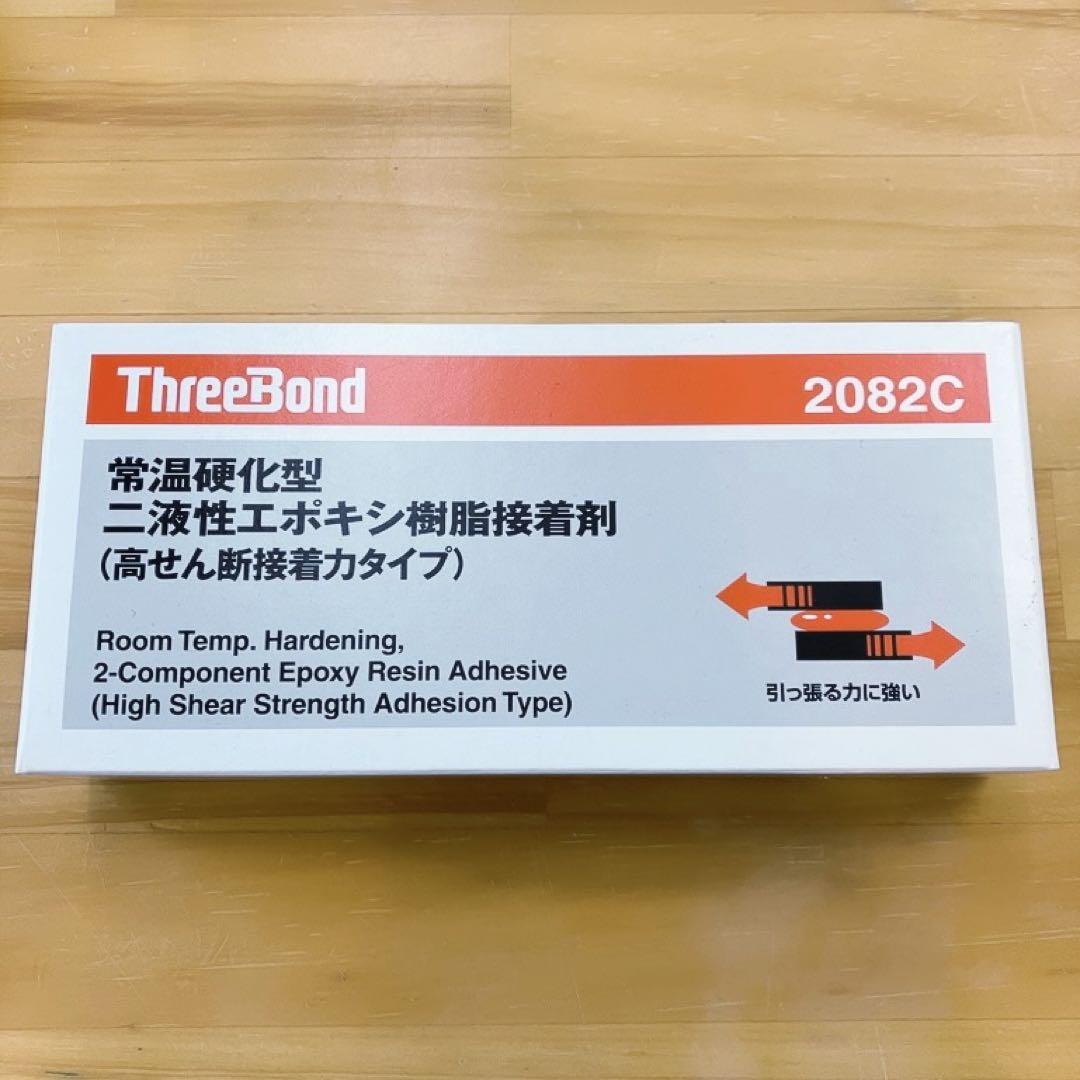 ThreeBond
2082C
常温硬化型
二液性エポキシ樹脂接着剤
(高せん断接着力タイプ)
Room Temp. Hardening,
2-Component Epoxy Resin Adhesive
(High Shear Strength Adhesion Type)
引っ張る力に強い